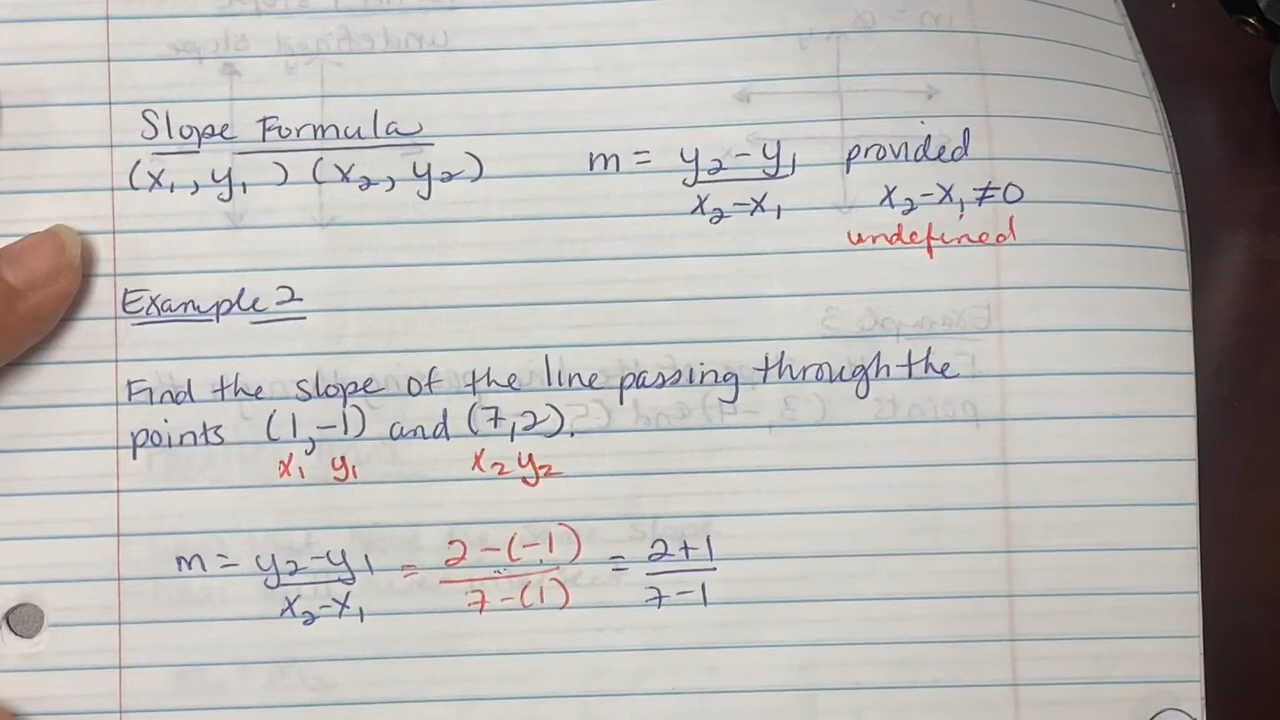 Slope Formula
(x₁, y₁) (x₂, y₂)
m = y₂-y₁ / x₂-x₁ provided
x₂-x₁ ≠ 0
undefined
Example 2
Find the slope of the line passing through the
points (1,-1) and (7,2).
x₁ y₁ x₂ y₂
m = y₂-y₁ / x₂-x₁ = 2-(-1) / 7-(1) = 2+1 / 7-1